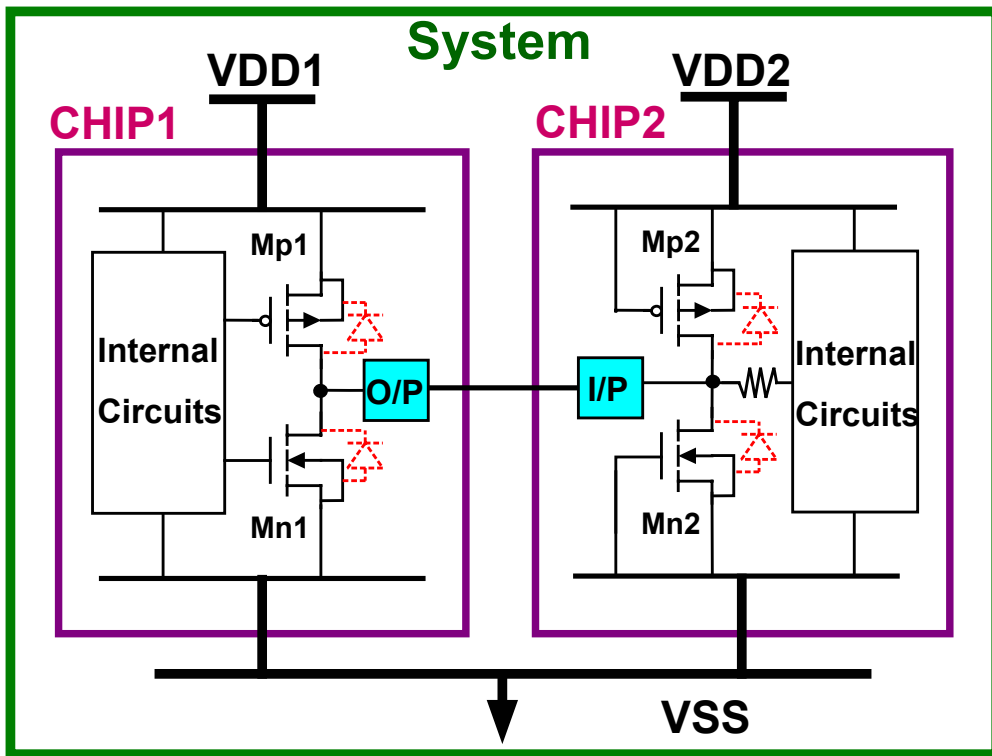 System
VDD1
VDD2
CHIP1
CHIP2
Mp1
Mp2
Internal
Circuits
O/P
I/P
Internal
Circuits
Mn1
Mn2
VSS